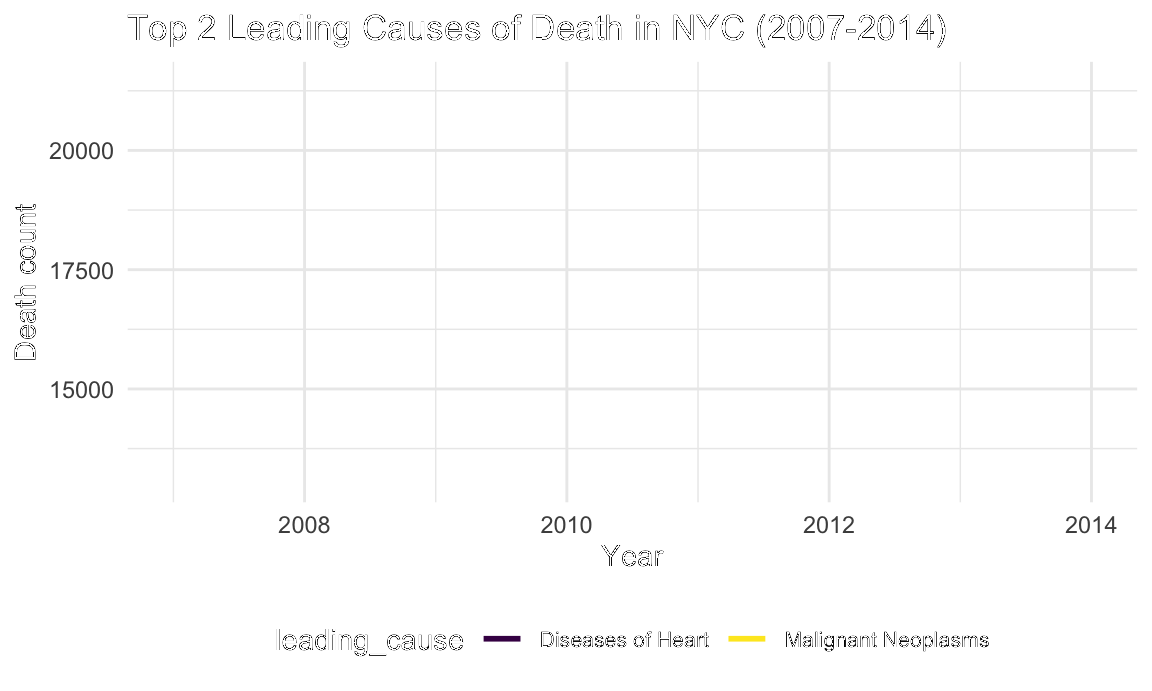 Top 2 Leading Causes of Death in NYC (2007-2014)
20000
17500
15000
Death count
2008 2010 2012 2014
Year
leading_cause Diseases of Heart Malignant Neoplasms